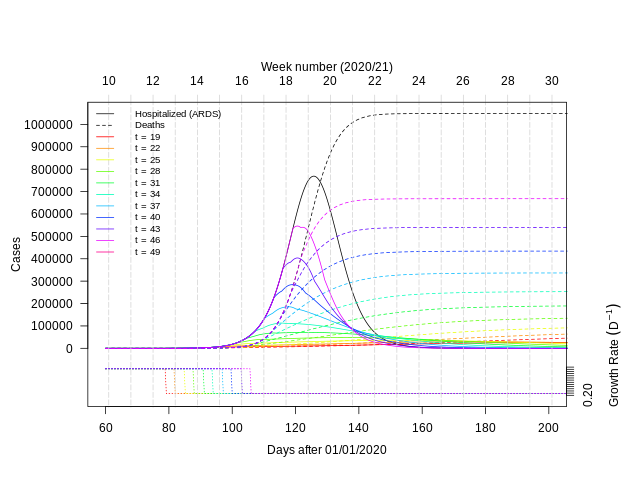 Week number (2020/21)
10 12 14 16 18 20 22 24 26 28 30
Hospitalized (ARDS)
Deaths
t = 19
t = 22
t = 25
t = 28
t = 31
t = 34
t = 37
t = 40
t = 43
t = 46
t = 49
1000000
900000
800000
700000
600000
500000
400000
300000
200000
100000
0
Cases
0.20
Growth Rate (D⁻¹)
60 80 100 120 140 160 180 200
Days after 01/01/2020